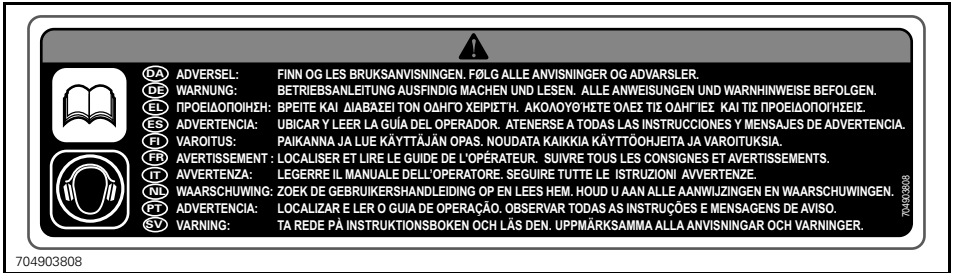 DA ADVERSEL: FINN OG LES BRUKSANVISNINGEN. FØLG ALLE ANVISNINGER OG ADVARSLER.
DE WARNUNG: BETRIEBSANLEITUNG AUSFINDIG MACHEN UND LESEN. ALLE ANWEISUNGEN UND WARNHINWEISE BEFOLGEN.
EL ΠΡΟΕΙΔΟΠΟΙΗΣΗ: ΒΡΕΙΤΕ ΚΑΙ ΔΙΑΒΆΣΕΙ ΤΟΝ ΟΔΗΓΌ ΧΕΙΡΙΣΤΉ. ΑΚΟΛΟΥΘΉΣΤΕ ΌΛΕΣ ΤΙΣ ΟΔΗΓΊΕΣ ΚΑΙ ΤΙΣ ΠΡΟΕΙΔΟΠΟΙΉΣΕΙΣ.
ES ADVERTENCIA: UBICAR Y LEER LA GUÍA DEL OPERADOR. ATENERSE A TODAS LAS INSTRUCCIONES Y MENSAJES DE ADVERTENCIA.
FI VAROITUS: PAIKANNA JA LUE KÄYTTÄJÄN OPAS. NOUDATA KAIKKIA KÄYTTÖOHJEITA JA VAROITUKSIA.
FR AVERTISSEMENT : LOCALISER ET LIRE LE GUIDE DE L'OPÉRATEUR. SUIVRE TOUS LES CONSIGNES ET AVERTISSEMENTS.
IT AVVERTENZA: LEGERRE IL MANUALE DELL'OPERATORE. SEGUIRE TUTTE LE ISTRUZIONI AVVERTENZE.
NL WAARSCHUWING: ZOEK DE GEBRUIKERSHANDLEIDING OP EN LEES HEM. HOUD U AAN ALLE AANWIJZINGEN EN WAARSCHUWINGEN.
PT ADVERTENCIA: LOCALIZAR E LER O GUIA DE OPERAÇÃO. OBSERVAR TODAS AS INSTRUÇÕES E MENSAGENS DE AVISO.
SV VARNING: TA REDE PÀ INSTRUKTIONSBOKEN OCH LÄS DEN. UPPMÄRKSAMMA ALLA ANVISNINGAR OCH VARNINGER.
704903808
704903808